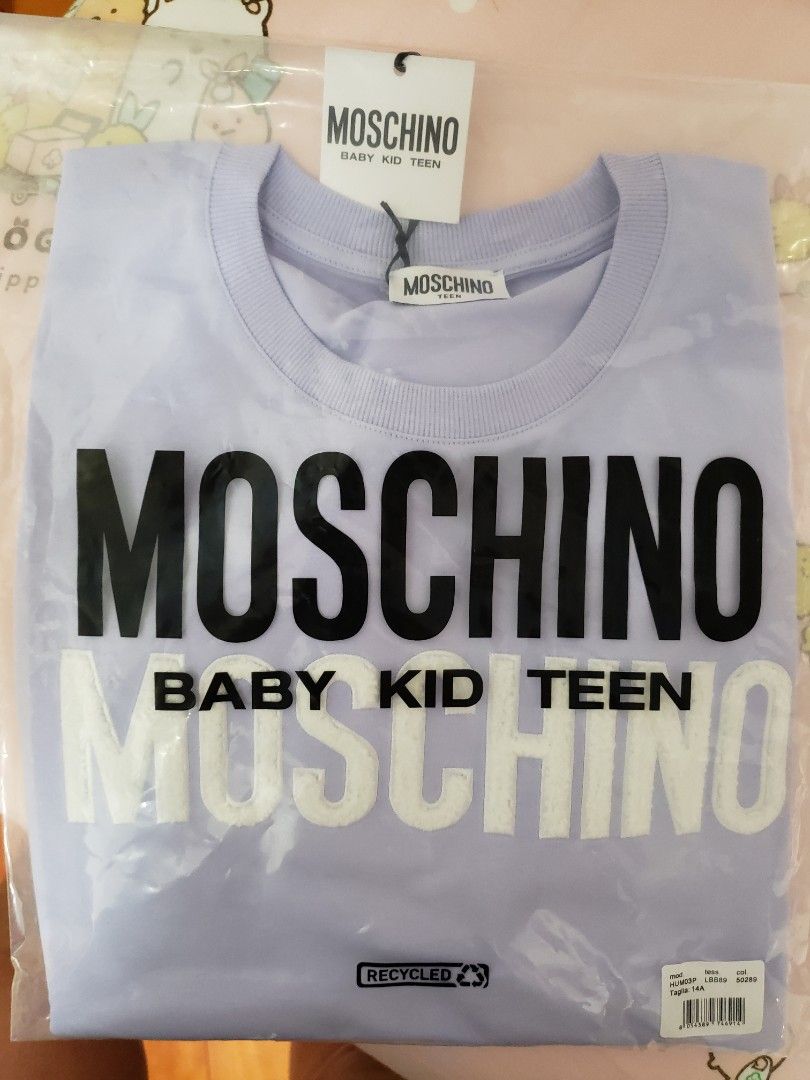 MOSCHINO
BABY KID TEEN
MOSCHINO
TEEN
MOSCHINO
BABY KID TEEN
MOSCHINO
RECYCLED
mod. tess. col.
HUM03P LBB69 50289
Taglia: 14A